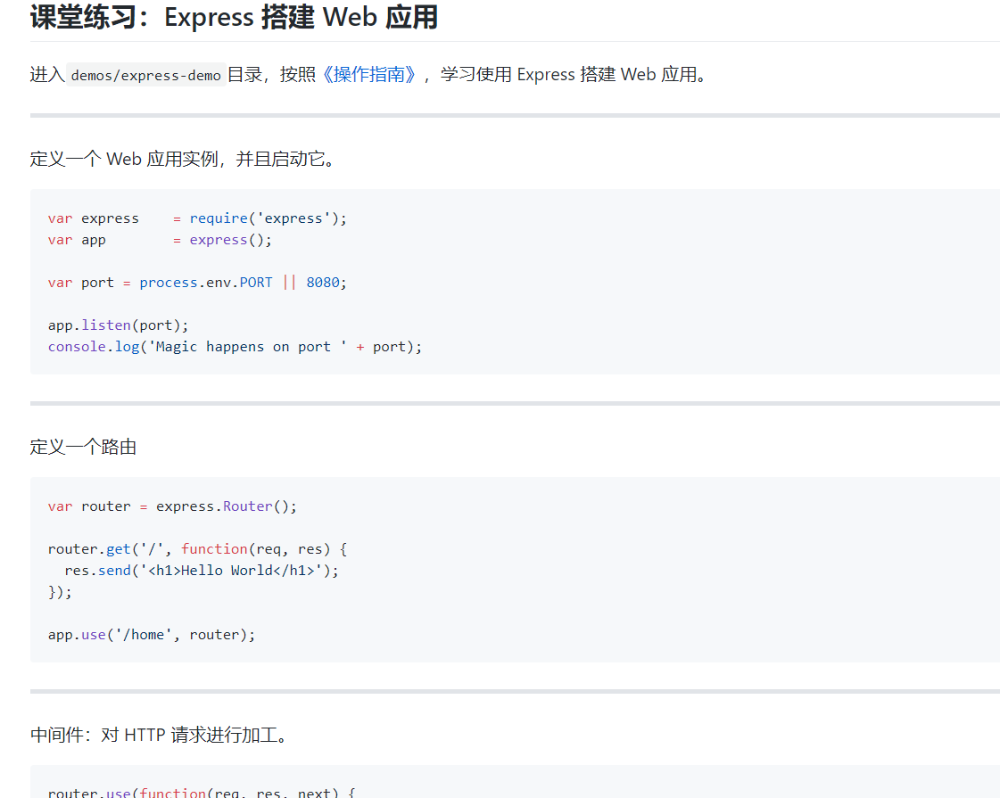 课堂练习：Express 搭建 Web 应用
进入 demos/express-demo 目录，按照《操作指南》，学习使用 Express 搭建 Web 应用。
定义一个 Web 应用实例，并且启动它。
var express    = require('express');
var app        = express();
var port = process.env.PORT || 8080;
app.listen(port);
console.log('Magic happens on port ' + port);
定义一个路由
var router = express.Router();
router.get('/', function(req, res) {
  res.send('<h1>Hello World</h1>');
});
app.use('/home', router);
中间件：对 HTTP 请求进行加工。
router.use(function(req, res, next) {